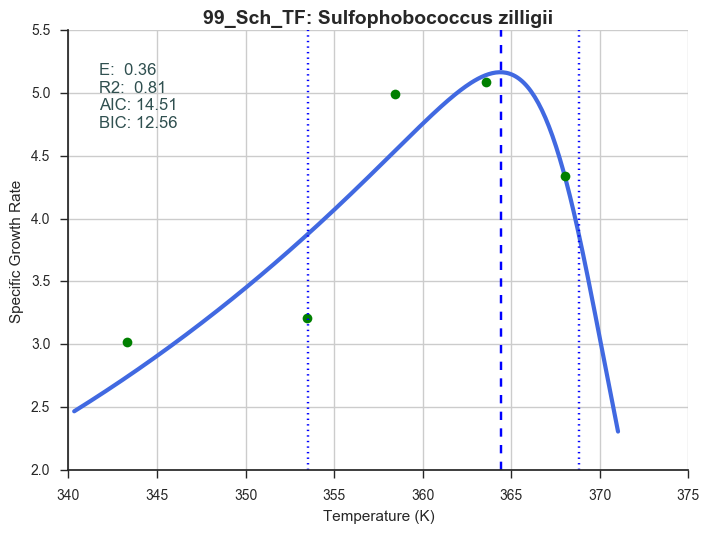 99_Sch_TF: Sulfophobococcus zilligii
E:  0.36
R2:  0.81
AIC: 14.51
BIC: 12.56
Specific Growth Rate
5.5
5.0
4.5
4.0
3.5
3.0
2.5
2.0
340 345 350 355 360 365 370 375
Temperature (K)